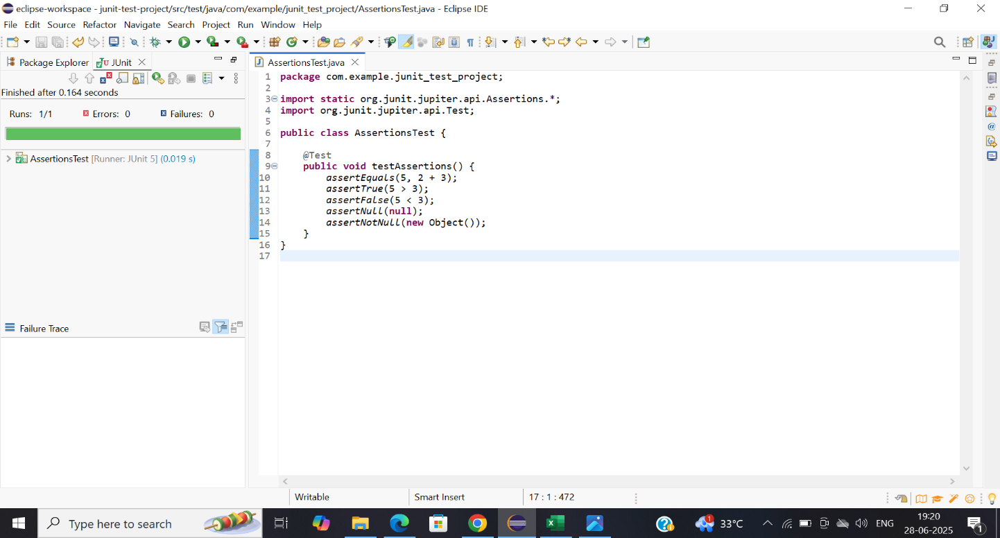 eclipse-workspace - junit-test-project/src/test/java/com/example/junit_test_project/AssertionsTest.java - Eclipse IDE
File Edit Source Refactor Navigate Search Project Run Window Help
Package Explorer JUnit
Finished after 0.164 seconds
Runs: 1/1 Errors: 0 Failures: 0
AssertionsTest [Runner: JUnit 5] (0.019 s)
Failure Trace
AssertionsTest.java
1 package com.example.junit_test_project;
2
3 import static org.junit.jupiter.api.Assertions.*;
4 import org.junit.jupiter.api.Test;
5
6 public class AssertionsTest {
7
8     @Test
9     public void testAssertions() {
10         assertEquals(5, 2 + 3);
11         assertTrue(5 > 3);
12         assertFalse(5 < 3);
13         assertNull(null);
14         assertNotNull(new Object());
15     }
16 }
17
Writable Smart Insert 17 : 1 : 472
Type here to search 1 33°C ENG 19:20
28-06-2025 1